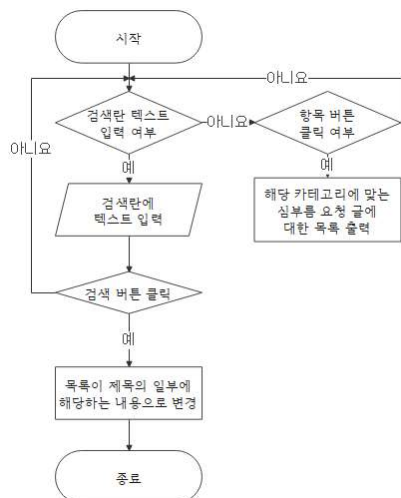 시작
아니요
검색란 텍스트
입력 여부
아니요
항목 버튼
클릭 여부
아니요
예
예
검색란에
텍스트 입력
해당 카테고리에 맞는
심부름 요청 글에
대한 목록 출력
검색 버튼 클릭
예
목록이 제목의 일부에
해당하는 내용으로 변경
종료